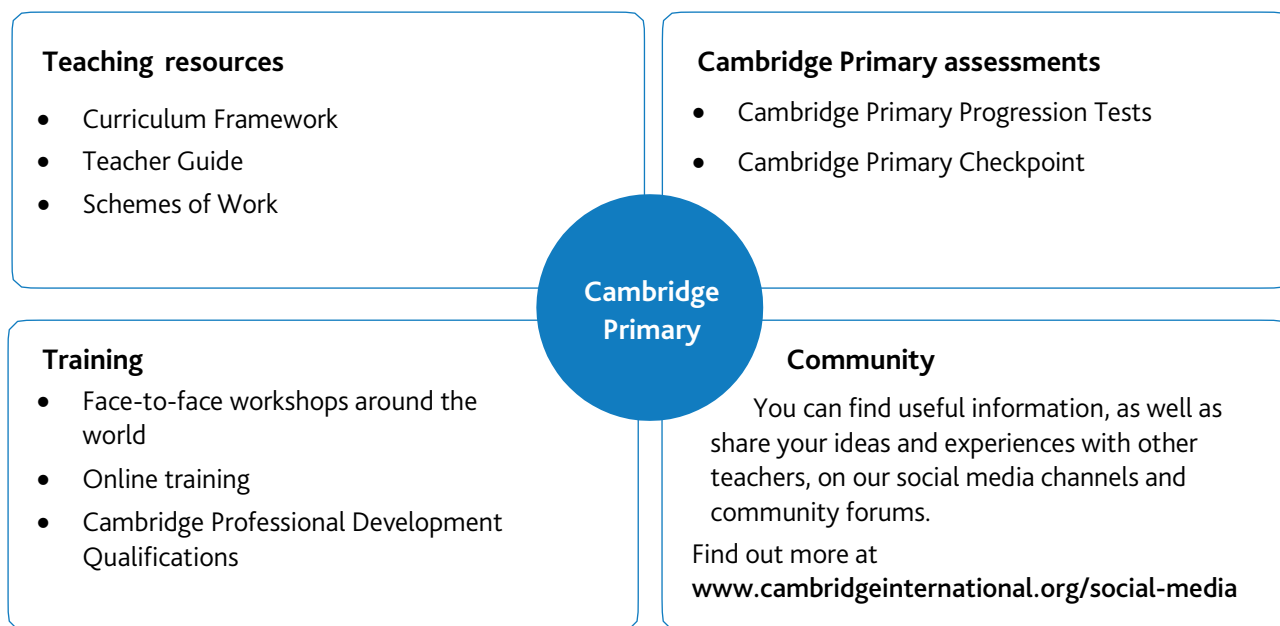 Teaching resources
• Curriculum Framework
• Teacher Guide
• Schemes of Work
Cambridge Primary assessments
• Cambridge Primary Progression Tests
• Cambridge Primary Checkpoint
Cambridge
Primary
Training
• Face-to-face workshops around the
world
• Online training
• Cambridge Professional Development
Qualifications
Community
You can find useful information, as well as
share your ideas and experiences with other
teachers, on our social media channels and
community forums.
Find out more at
www.cambridgeinternational.org/social-media